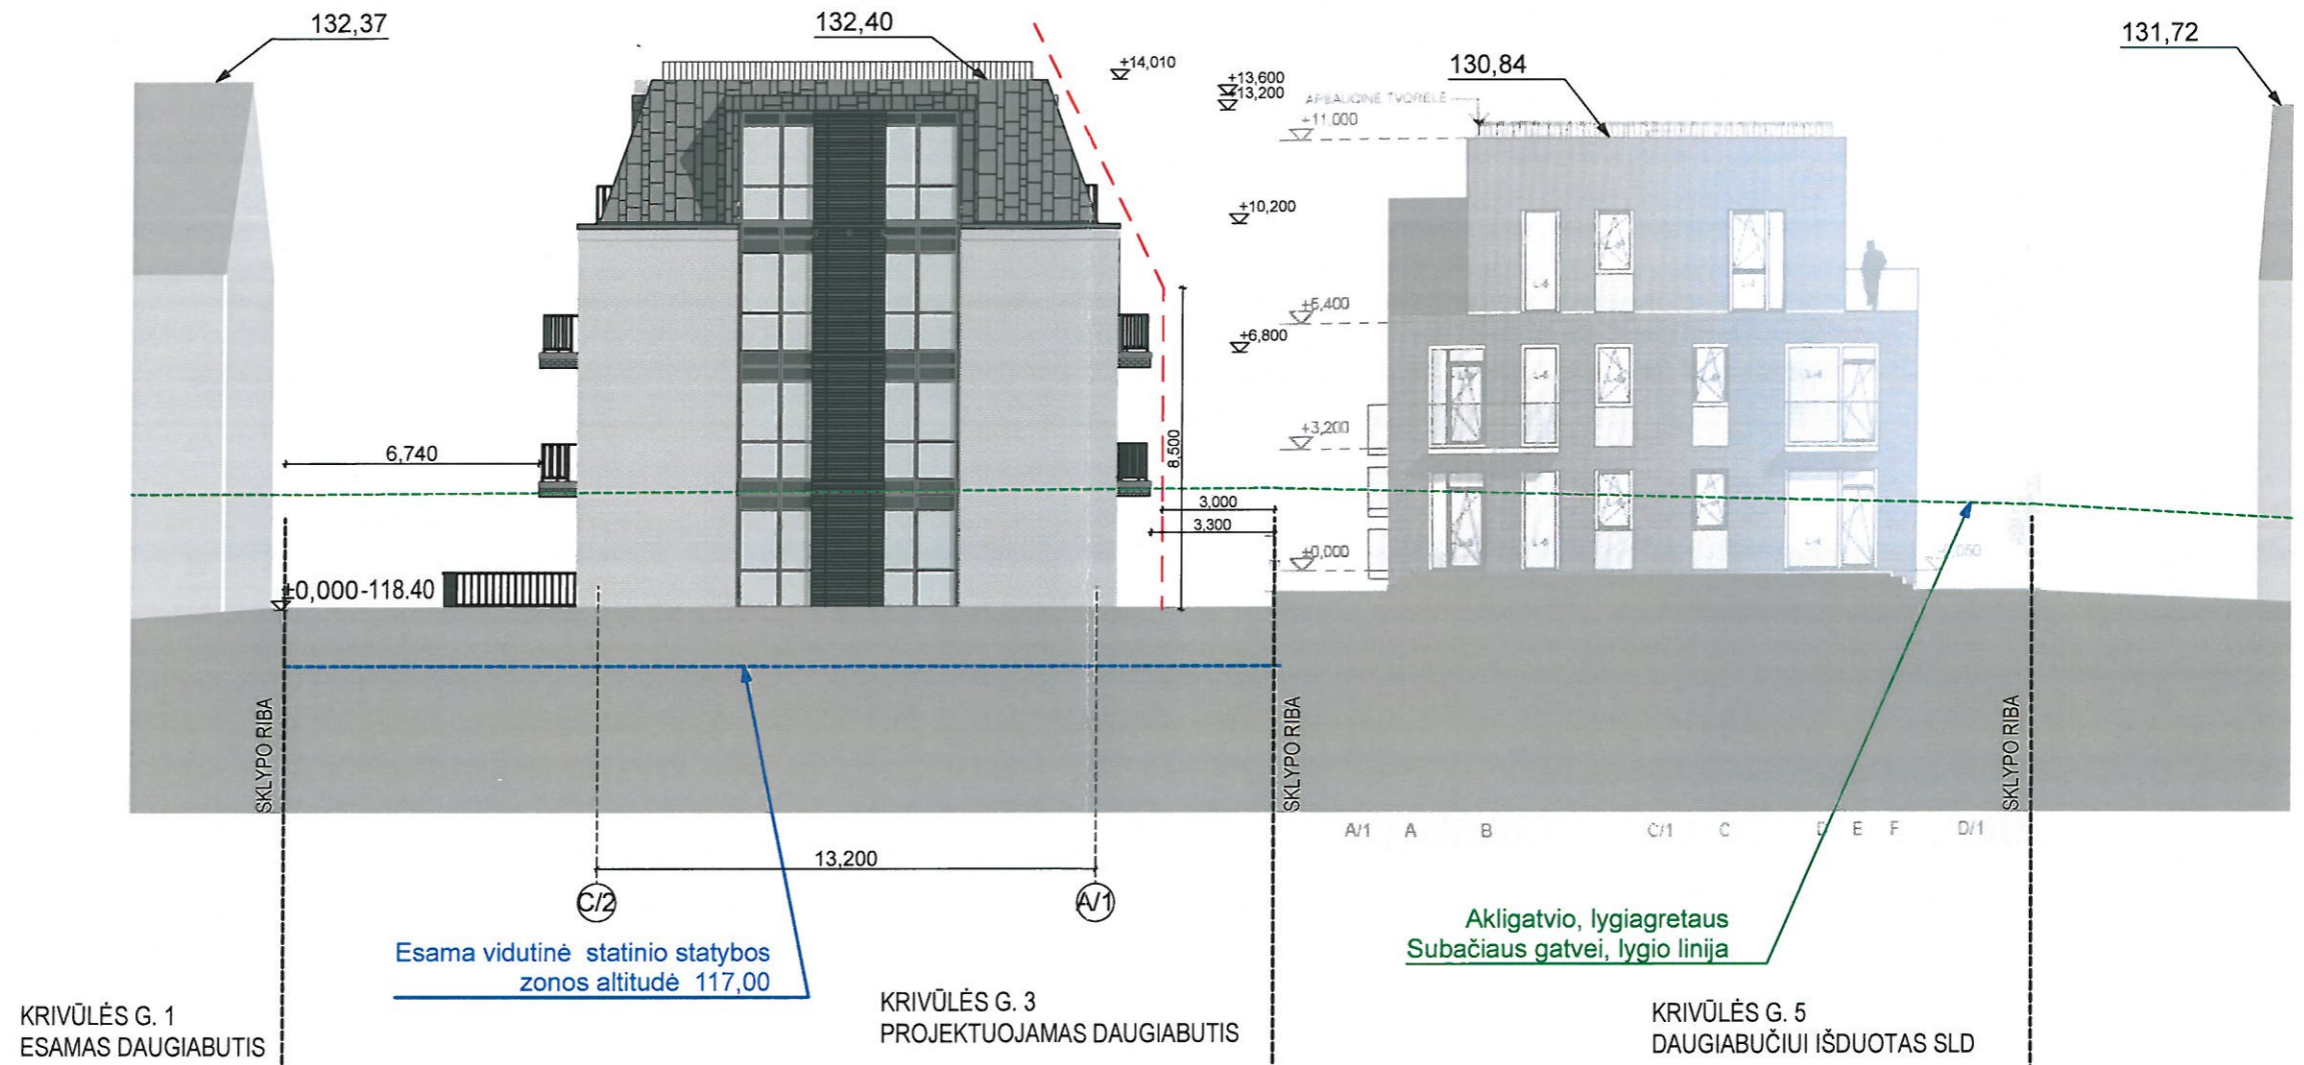 132,37
132,40
130,84
131,72
+14,010
+13,600
+13,200
APSAUGINĖ TVORELĖ
+11.000
+10,200
+6,400
+6,800
6,740
8,500
+3,200
3,000
3,300
±0,000
±0,000-118.40
SKLYPO RIBA
SKLYPO RIBA
SKLYPO RIBA
A/1 A B C/1 C D E F D/1
13,200
C/2
A/1
Esama vidutinė statinio statybos
zonos altitudė 117,00
Akligatvio, lygiagretaus
Subačiaus gatvei, lygio linija
KRIVŪLĖS G. 1
ESAMAS DAUGIABUTIS
KRIVŪLĖS G. 3
PROJEKTUOJAMAS DAUGIABUTIS
KRIVŪLĖS G. 5
DAUGIABUČIUI IŠDUOTAS SLD